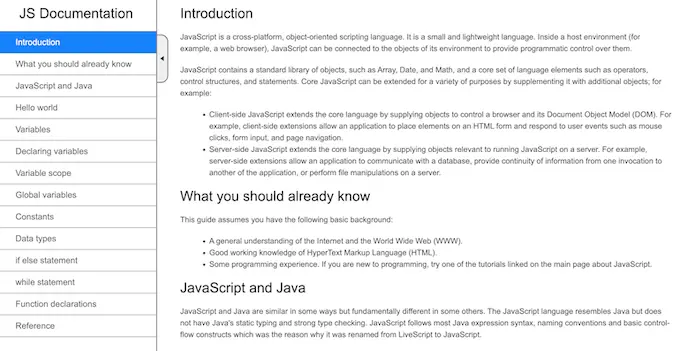 JS Documentation
Introduction
What you should already know
JavaScript and Java
Hello world
Variables
Declaring variables
Variable scope
Global variables
Constants
Data types
if else statement
while statement
Function declarations
Reference
Introduction
JavaScript is a cross-platform, object-oriented scripting language. It is a small and lightweight language. Inside a host environment (for
example, a web browser), JavaScript can be connected to the objects of its environment to provide programmatic control over them.
JavaScript contains a standard library of objects, such as Array, Date, and Math, and a core set of language elements such as operators,
control structures, and statements. Core JavaScript can be extended for a variety of purposes by supplementing it with additional objects; for
example:
• Client-side JavaScript extends the core language by supplying objects to control a browser and its Document Object Model (DOM). For
example, client-side extensions allow an application to place elements on an HTML form and respond to user events such as mouse
clicks, form input, and page navigation.
• Server-side JavaScript extends the core language by supplying objects relevant to running JavaScript on a server. For example,
server-side extensions allow an application to communicate with a database, provide continuity of information from one invocation to
another of the application, or perform file manipulations on a server.
What you should already know
This guide assumes you have the following basic background:
• A general understanding of the Internet and the World Wide Web (WWW).
• Good working knowledge of HyperText Markup Language (HTML).
• Some programming experience. If you are new to programming, try one of the tutorials linked on the main page about JavaScript.
JavaScript and Java
JavaScript and Java are similar in some ways but fundamentally different in some others. The JavaScript language resembles Java but does
not have Java's static typing and strong type checking. JavaScript follows most Java expression syntax, naming conventions and basic control-
flow constructs which was the reason why it was renamed from LiveScript to JavaScript.